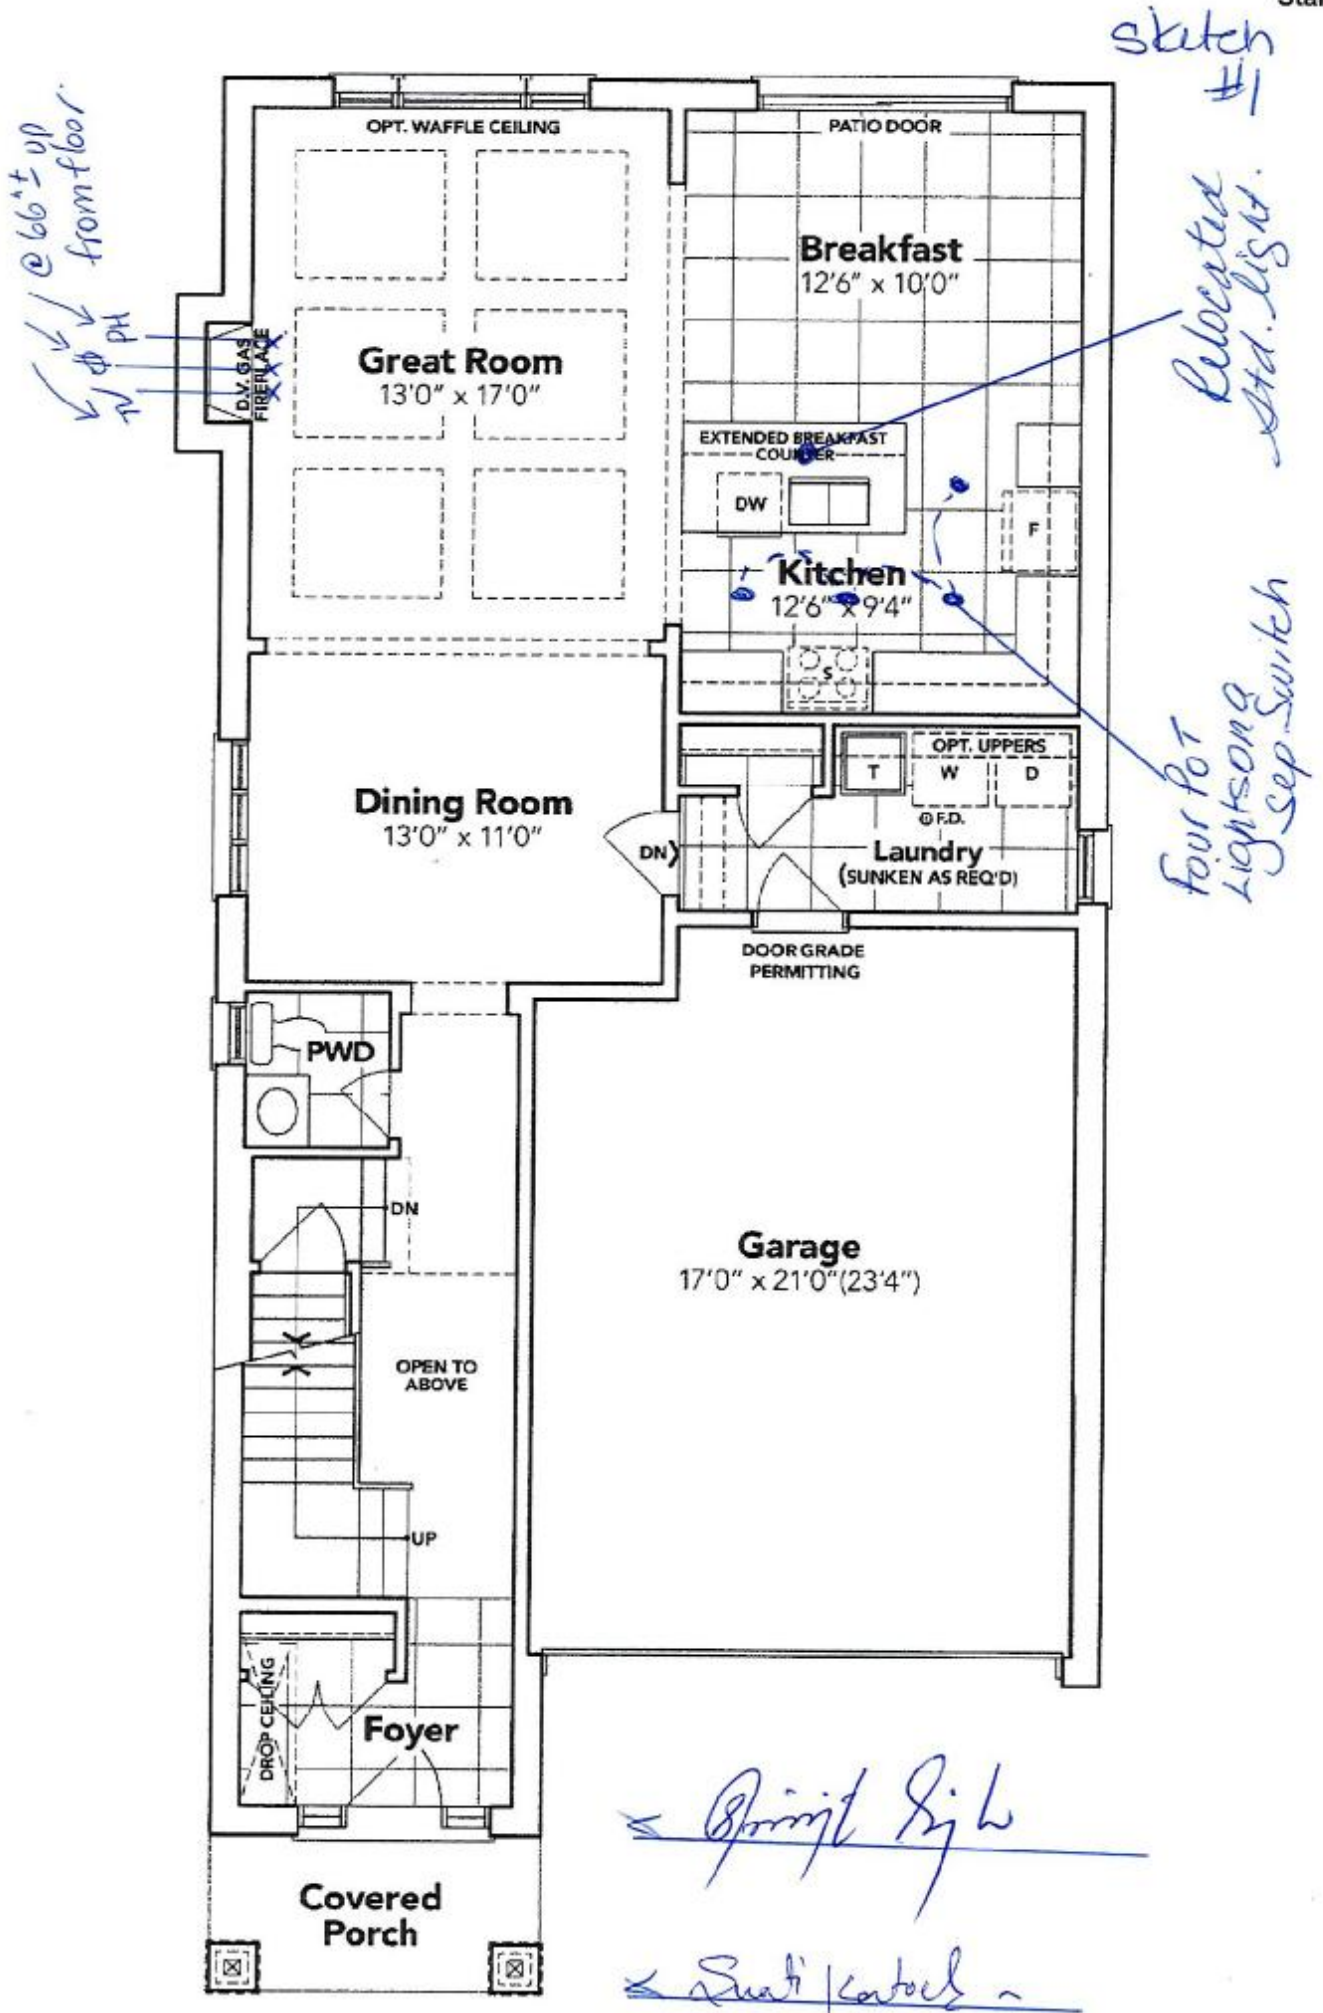 Sketch
#1
@ 66"± up
from floor
TV
PH
Relocated
Std. light.
Four Pot
Lights on a
Sep. Switch
OPT. WAFFLE CEILING
PATIO DOOR
Breakfast
12'6" x 10'0"
Great Room
13'0" x 17'0"
D.V. GAS
FIREPLACE
EXTENDED BREAKFAST
COUNTER
DW
F
Kitchen
12'6" x 9'4"
S
OPT. UPPERS
T
W
D
F.D.
Dining Room
13'0" x 11'0"
DN
Laundry
(SUNKEN AS REQ'D)
DOOR GRADE
PERMITTING
PWD
DN
Garage
17'0" x 21'0"(23'4")
OPEN TO
ABOVE
UP
DROP CEILING
Foyer
Covered
Porch